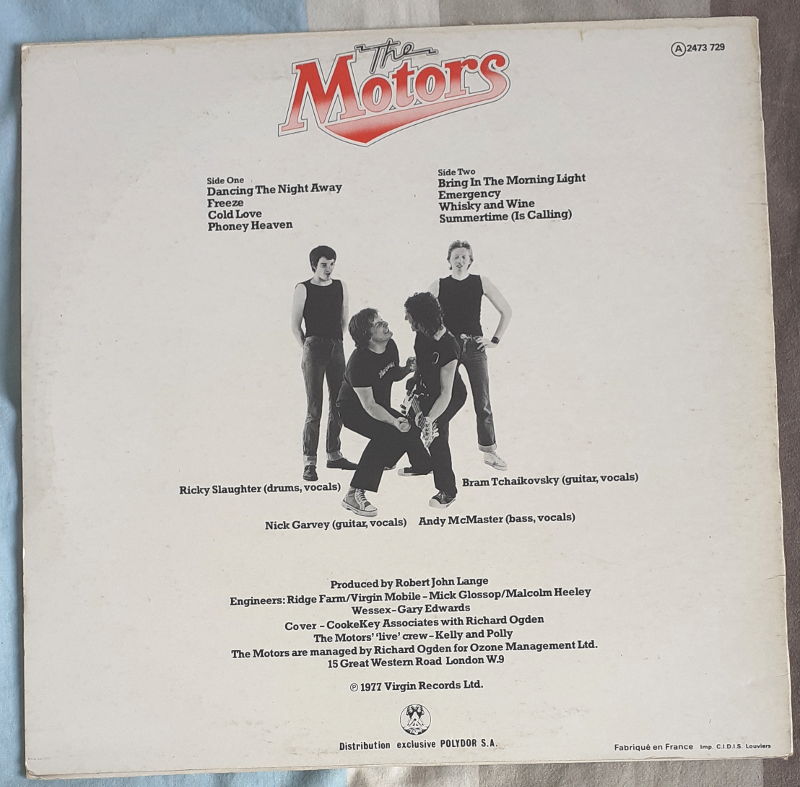 The
Motors
A 2473 729
Side One
Dancing The Night Away
Freeze
Cold Love
Phoney Heaven
Side Two
Bring In The Morning Light
Emergency
Whisky and Wine
Summertime (Is Calling)
Ricky Slaughter (drums, vocals)
Bram Tchaikovsky (guitar, vocals)
Nick Garvey (guitar, vocals)
Andy McMaster (bass, vocals)
Produced by Robert John Lange
Engineers: Ridge Farm/Virgin Mobile – Mick Glossop/Malcolm Heeley
Wessex – Gary Edwards
Cover – CookeKey Associates with Richard Ogden
The Motors' 'live' crew – Kelly and Polly
The Motors are managed by Richard Ogden for Ozone Management Ltd.
15 Great Western Road London W.9
℗ 1977 Virgin Records Ltd.
Distribution exclusive POLYDOR S.A.
Fabriqué en France Imp. C.I.D.I.S. Louviers